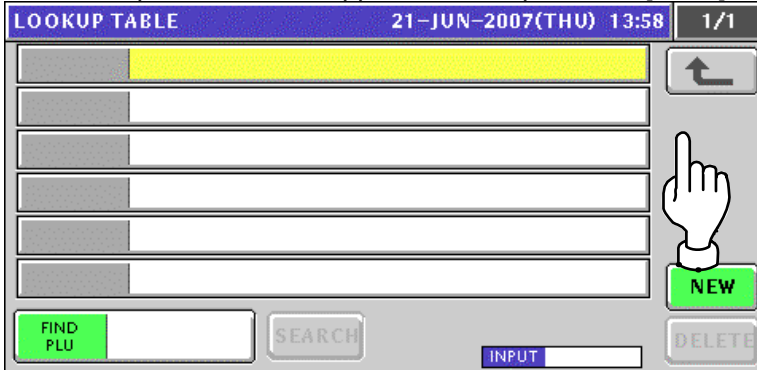 LOOKUP TABLE 21-JUN-2007(THU) 13:58 1/1
NEW
FIND
PLU
SEARCH
INPUT
DELETE